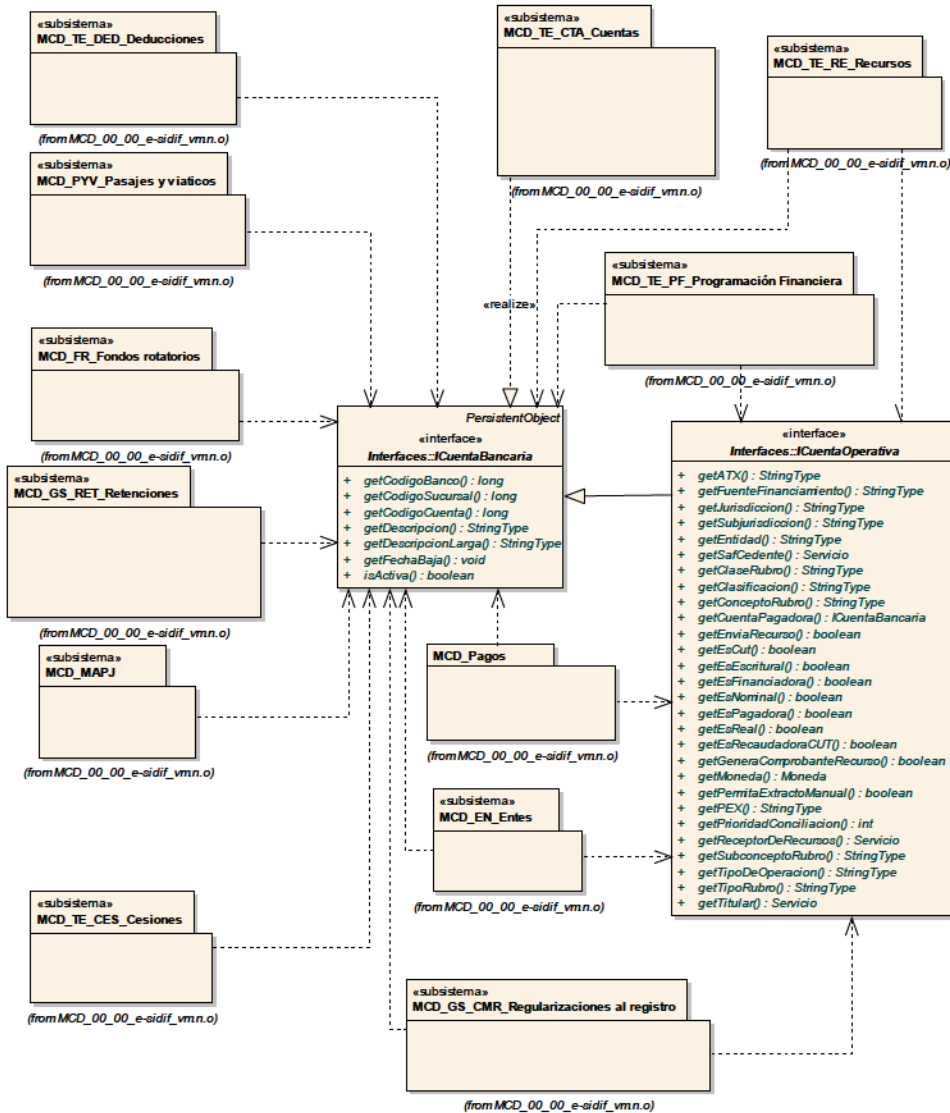 «subsistema»
MCD_TE_DED_Deducciones
(from MCD_00_00_e-sidif_vm.n.o)
«subsistema»
MCD_TE_CTA_Cuentas
(from MCD_00_00_e-sidif_vm.n.o)
«subsistema»
MCD_TE_RE_Recursos
(from MCD_00_00_e-sidif_vm.n.o)
«subsistema»
MCD_PYV_Pasajes y viaticos
(from MCD_00_00_e-sidif_vm.n.o)
«subsistema»
MCD_TE_PF_Programación Financiera
(from MCD_00_00_e-sidif_vm.n.o)
«realize»
«subsistema»
MCD_FR_Fondos rotatorios
(from MCD_00_00_e-sidif_vm.n.o)
«subsistema»
MCD_GS_RET_Retenciones
(from MCD_00_00_e-sidif_vm.n.o)
PersistentObject
«interface»
Interfaces::ICuentaBancaria
+ getCodigoBanco() : long
+ getCodigoSucursal() : long
+ getCodigoCuenta() : long
+ getDescripcion() : StringType
+ getDescripcionLarga() : StringType
+ getFechaBaja() : void
+ isActiva() : boolean
«interface»
Interfaces::ICuentaOperativa
+ getATX() : StringType
+ getFuenteFinanciamiento() : StringType
+ getJurisdiccion() : StringType
+ getSubjurisdiccion() : StringType
+ getEntidad() : StringType
+ getSafCedente() : Servicio
+ getClaseRubro() : StringType
+ getClasificacion() : StringType
+ getConceptoRubro() : StringType
+ getCuentaPagadora() : ICuentaBancaria
+ getEnviaRecurso() : boolean
+ getEsCut() : boolean
+ getEsEscritural() : boolean
+ getEsFinanciadora() : boolean
+ getEsNominal() : boolean
+ getEsPagadora() : boolean
+ getEsReal() : boolean
+ getEsRecaudadoraCUT() : boolean
+ getGeneraComprobanteRecurso() : boolean
+ getMoneda() : Moneda
+ getPermitaExtractoManual() : boolean
+ getPEX() : StringType
+ getPrioridadConciliacion() : int
+ getReceptorDeRecursos() : Servicio
+ getSubconceptoRubro() : StringType
+ getTipoDeOperacion() : StringType
+ getTipoRubro() : StringType
+ getTitular() : Servicio
«subsistema»
MCD_MAPJ
(from MCD_00_00_e-sidif_vm.n.o)
MCD_Pagos
(from MCD_00_00_e-sidif_vm.n.o)
«subsistema»
MCD_EN_Entes
(from MCD_00_00_e-sidif_vm.n.o)
«subsistema»
MCD_TE_CES_Cesiones
(from MCD_00_00_e-sidif_vm.n.o)
«subsistema»
MCD_GS_CMR_Regularizaciones al registro
(from MCD_00_00_e-sidif_vm.n.o)